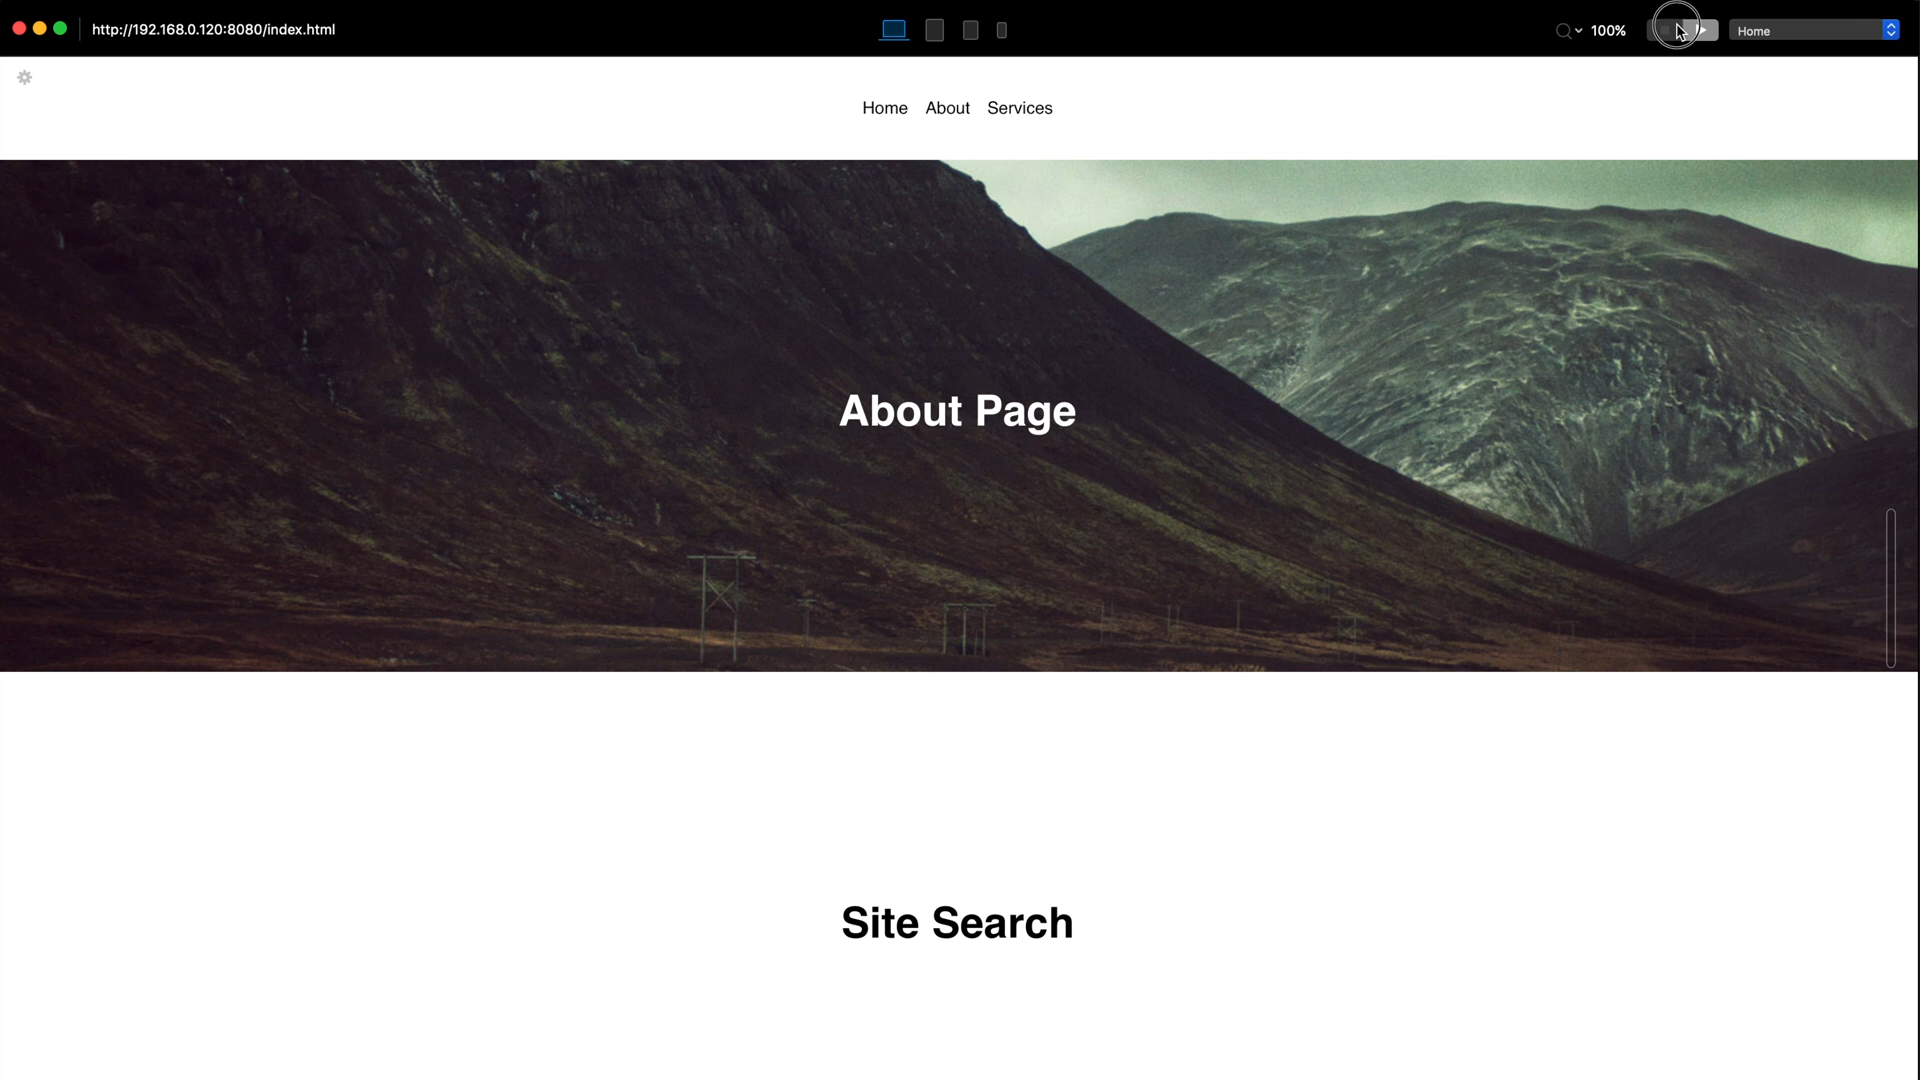 http://192.168.0.120:8080/index.html
100%
Home
Home About Services
About Page
Site Search